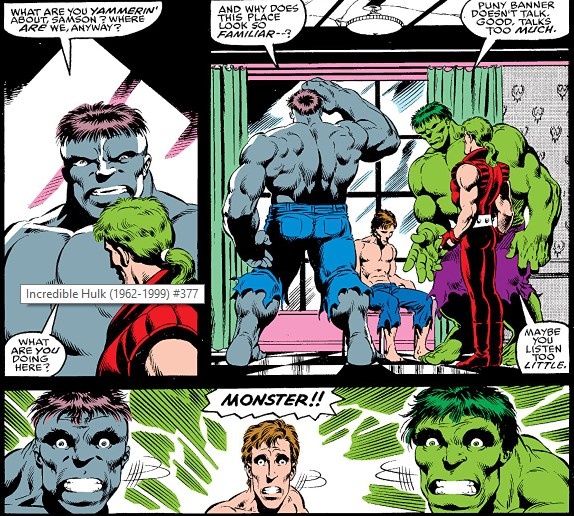 WHAT ARE YOU YAMMERIN'
ABOUT, SAMSON? WHERE
ARE WE, ANYWAY?
WHAT
ARE YOU
DOING
HERE?
Incredible Hulk (1962-1999) #377
AND WHY DOES
THIS PLACE
LOOK SO
FAMILIAR--?
PUNY BANNER
DOESN'T TALK.
GOOD. TALKS
TOO MUCH.
MAYBE
YOU
LISTEN
TOO
LITTLE.
MONSTER!!